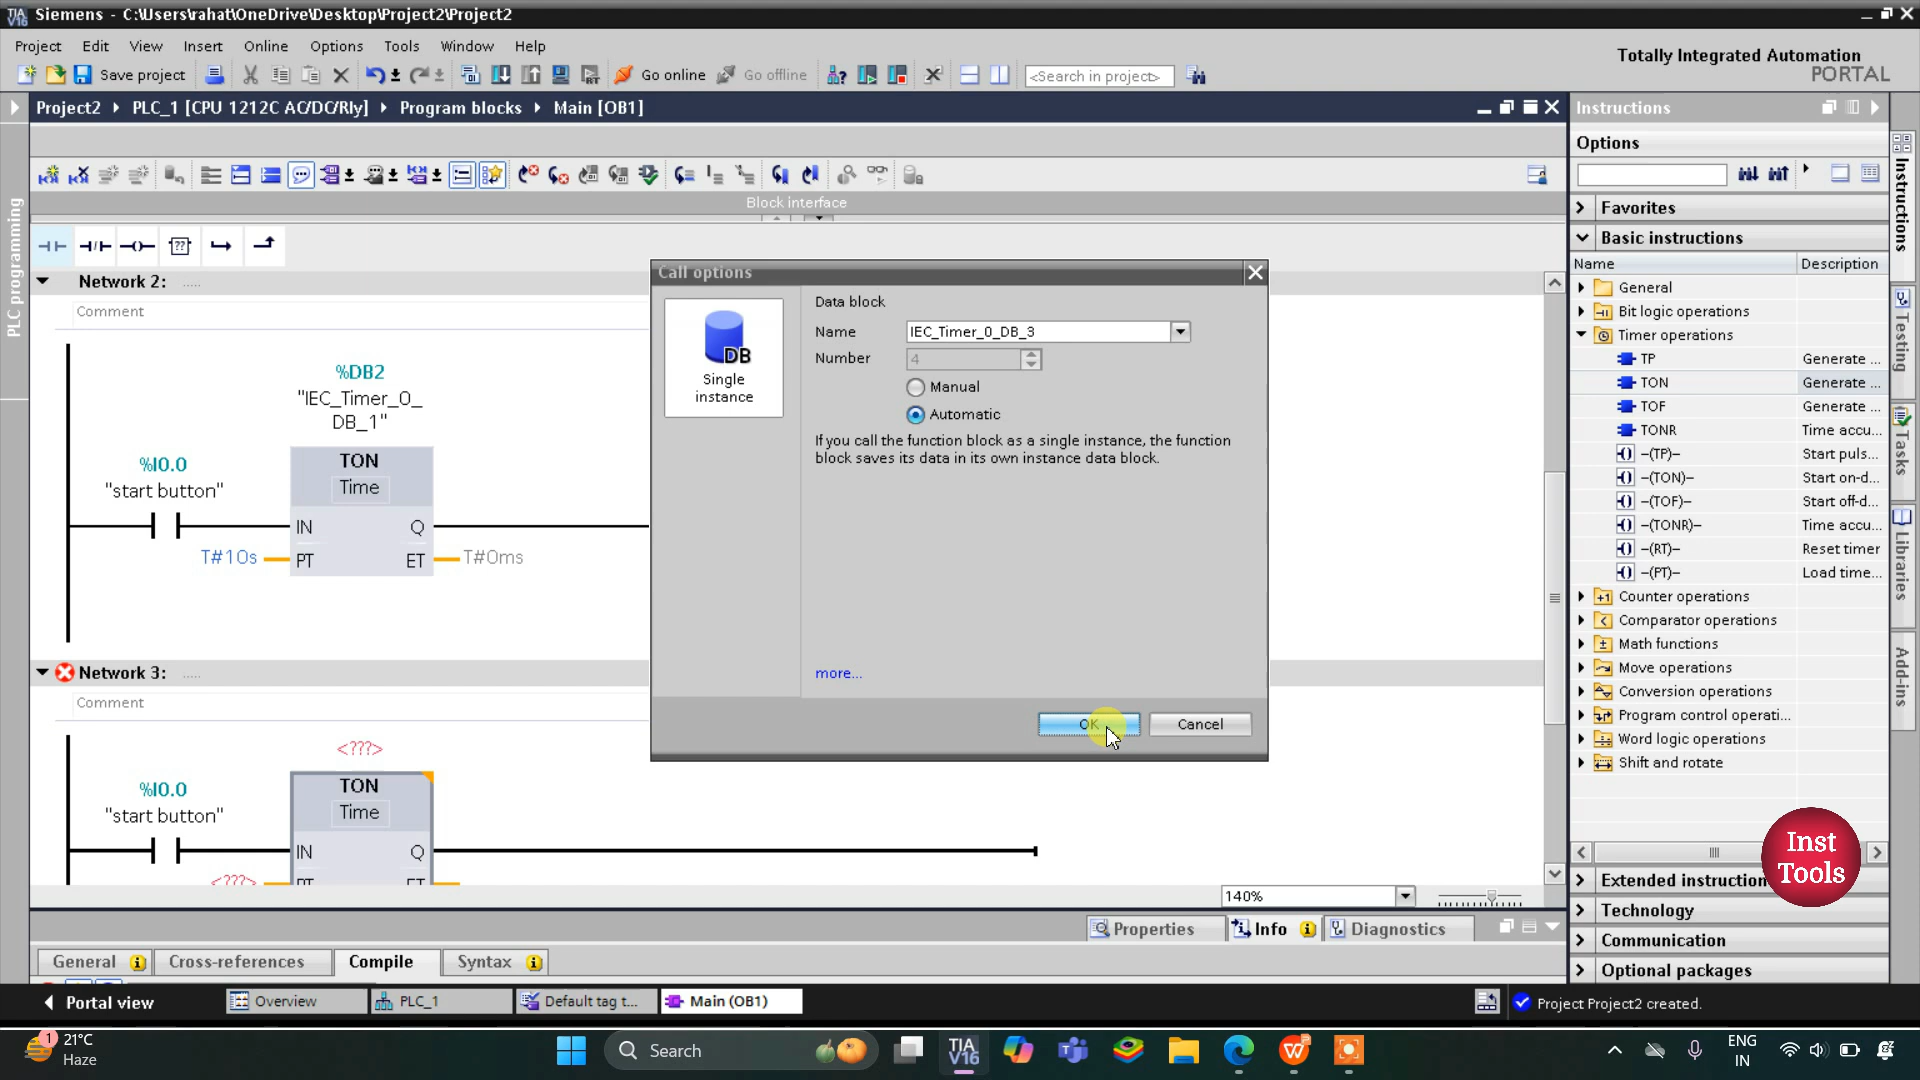 Siemens - C:\Users\rahat\OneDrive\Desktop\Project2\Project2
Project Edit View Insert Online Options Tools Window Help
Totally Integrated Automation
PORTAL
Save project
Go online
Go offline
<Search in project>
Project2 PLC_1 [CPU 1212C AC/DC/Rly] Program blocks Main [OB1]
Block interface
PLC programming
Network 2: .....
Comment
%DB2
"IEC_Timer_0_
DB_1"
%I0.0
"start button"
TON
Time
IN Q
T#10s PT ET T#0ms
Network 3: .....
Comment
<???>
%I0.0
"start button"
TON
Time
IN Q
<???> PT ET
Call options
DB
Single
instance
Data block
Name IEC_Timer_0_DB_3
Number 4
Manual
Automatic
If you call the function block as a single instance, the function
block saves its data in its own instance data block.
more...
OK Cancel
140%
Properties Info Diagnostics
General Cross-references Compile Syntax
Instructions
Options
Favorites
Basic instructions
Name Description
General
Bit logic operations
Timer operations
TP Generate ...
TON Generate ...
TOF Generate ...
TONR Time accu...
-(TP)- Start puls...
-(TON)- Start on-d...
-(TOF)- Start off-d...
-(TONR)- Time accu...
-(RT)- Reset timer
-(PT)- Load time...
Counter operations
Comparator operations
Math functions
Move operations
Conversion operations
Program control operati...
Word logic operations
Shift and rotate
Inst
Tools
Extended instruction
Technology
Communication
Optional packages
Instructions
Testing
Tasks
Libraries
Add-ins
Portal view Overview PLC_1 Default tag t... Main (OB1) Project Project2 created.
1 21°C
Haze
Search
TIA
V16
ENG
IN